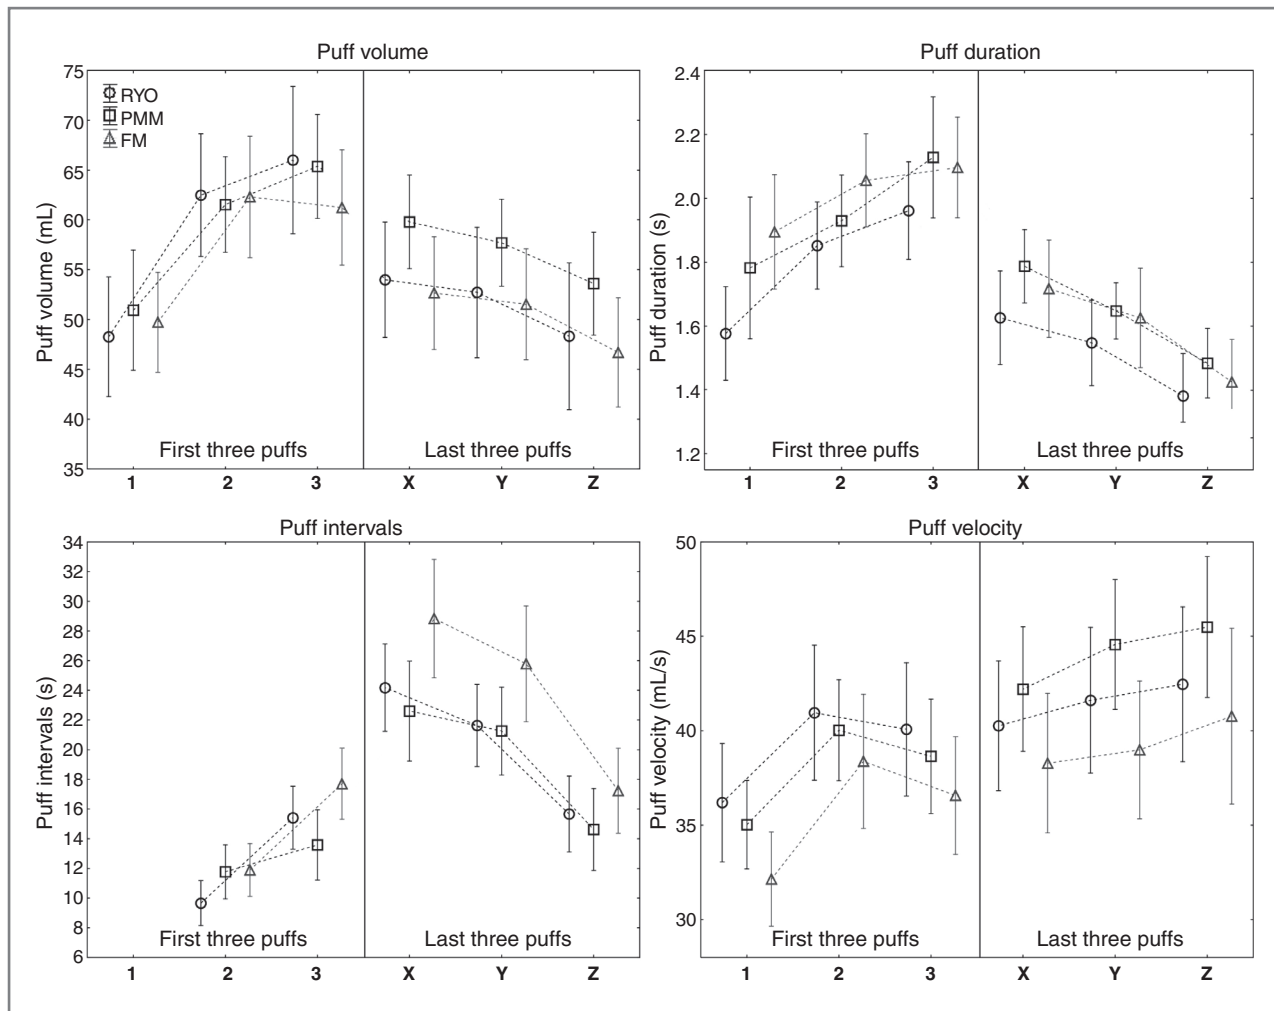 Puff volume
Puff volume (mL)
75
70
65
60
55
50
45
40
35
RYO
PMM
FM
First three puffs
Last three puffs
1 2 3 X Y Z
Puff duration
Puff duration (s)
2.4
2.2
2.0
1.8
1.6
1.4
1.2
First three puffs
Last three puffs
1 2 3 X Y Z
Puff intervals
Puff intervals (s)
34
32
30
28
26
24
22
20
18
16
14
12
10
8
6
First three puffs
Last three puffs
1 2 3 X Y Z
Puff velocity
Puff velocity (mL/s)
50
45
40
35
30
First three puffs
Last three puffs
1 2 3 X Y Z